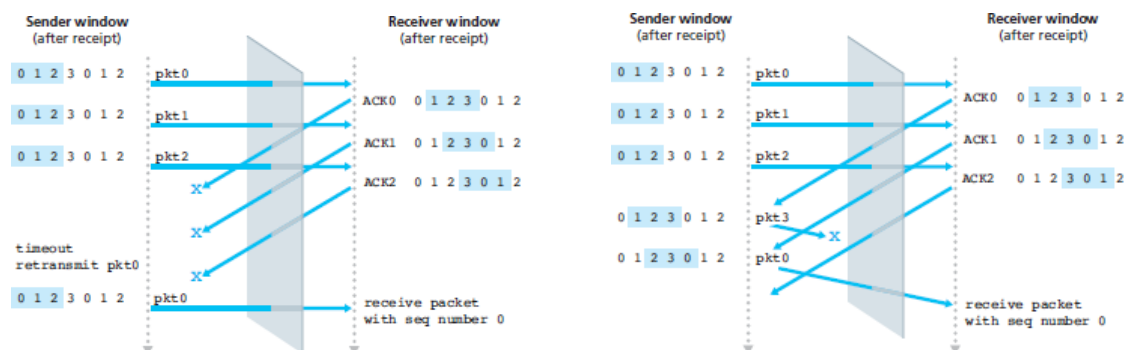 Sender window
(after receipt)
Receiver window
(after receipt)
0 1 2 3 0 1 2
pkt0
ACK0 0 1 2 3 0 1 2
0 1 2 3 0 1 2
pkt1
ACK1 0 1 2 3 0 1 2
0 1 2 3 0 1 2
pkt2
ACK2 0 1 2 3 0 1 2
x
x
x
timeout
retransmit pkt0
0 1 2 3 0 1 2
pkt0
receive packet
with seq number 0
Sender window
(after receipt)
Receiver window
(after receipt)
0 1 2 3 0 1 2
pkt0
ACK0 0 1 2 3 0 1 2
0 1 2 3 0 1 2
pkt1
ACK1 0 1 2 3 0 1 2
0 1 2 3 0 1 2
pkt2
ACK2 0 1 2 3 0 1 2
0 1 2 3 0 1 2
pkt3
x
0 1 2 3 0 1 2
pkt0
receive packet
with seq number 0